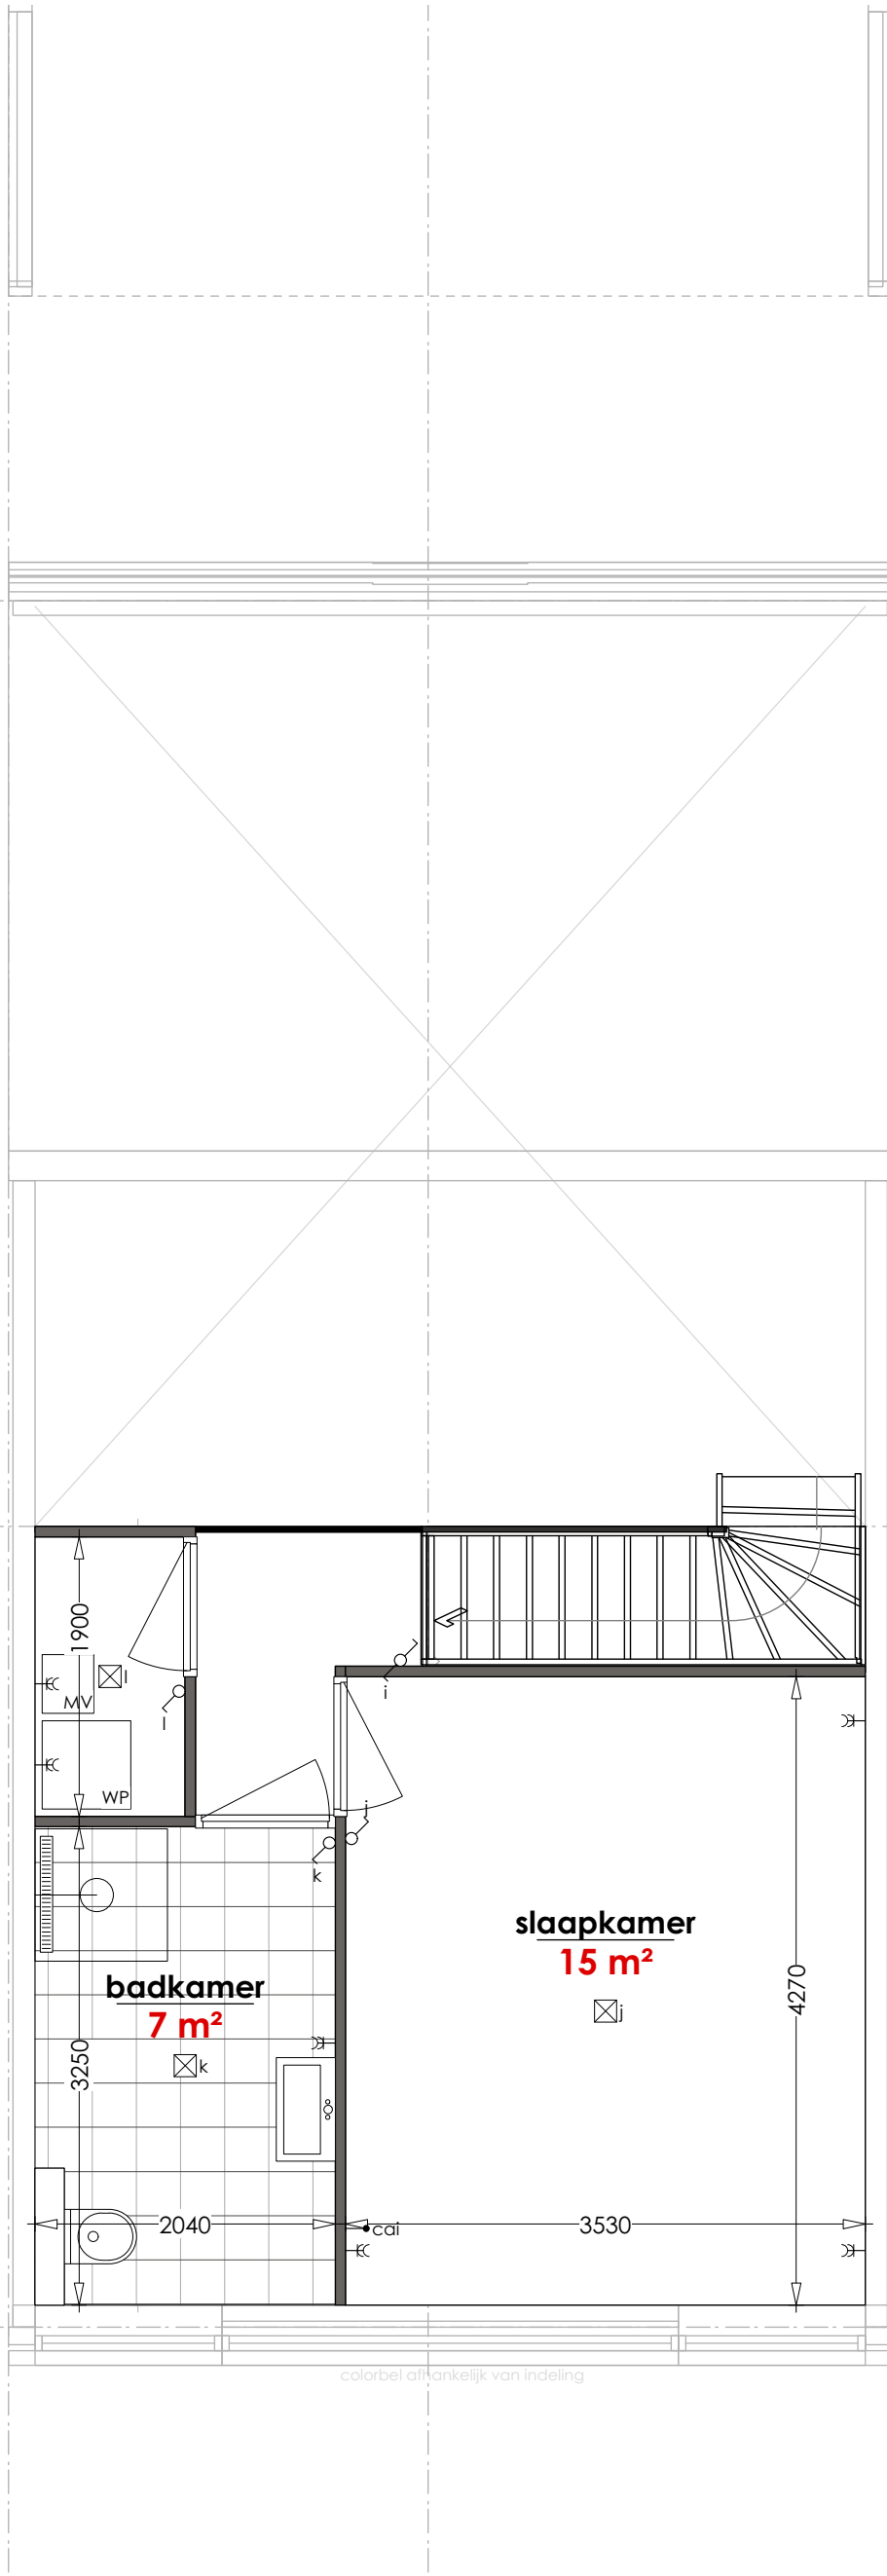 1900
l
MV
l
i
WP
j
k
slaapkamer
15 m²
badkamer
7 m²
j
4270
3250
k
2040
cai
3530
colorbel afhankelijk van indeling